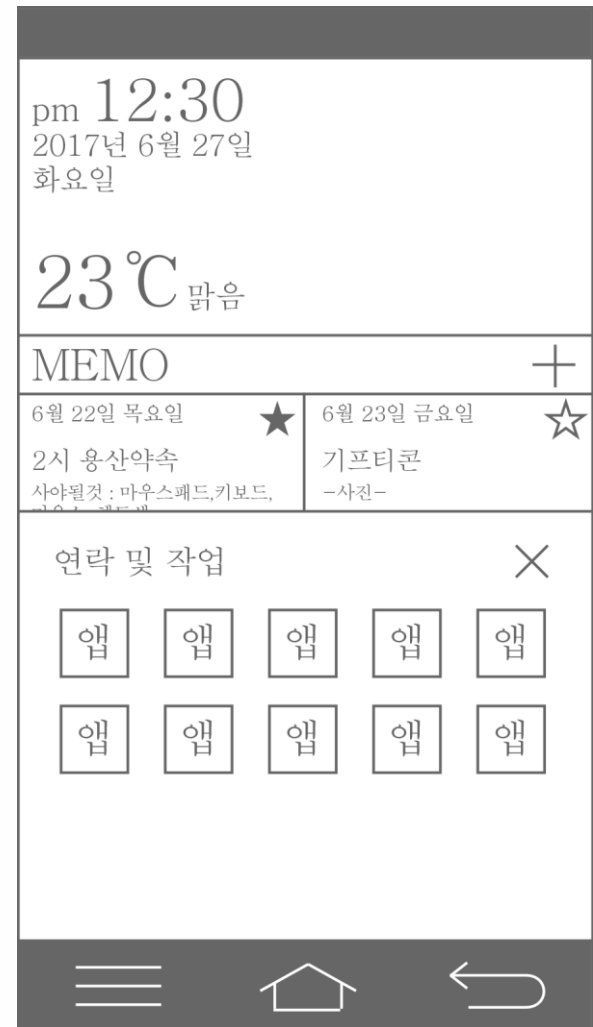 pm 12:30
2017년 6월 27일
화요일
23℃ 맑음
MEMO
6월 22일 목요일
2시 용산약속
사야될것 : 마우스패드,키보드,
6월 23일 금요일
기프티콘
-사진-
연락 및 작업
앱 앱 앱 앱 앱
앱 앱 앱 앱 앱